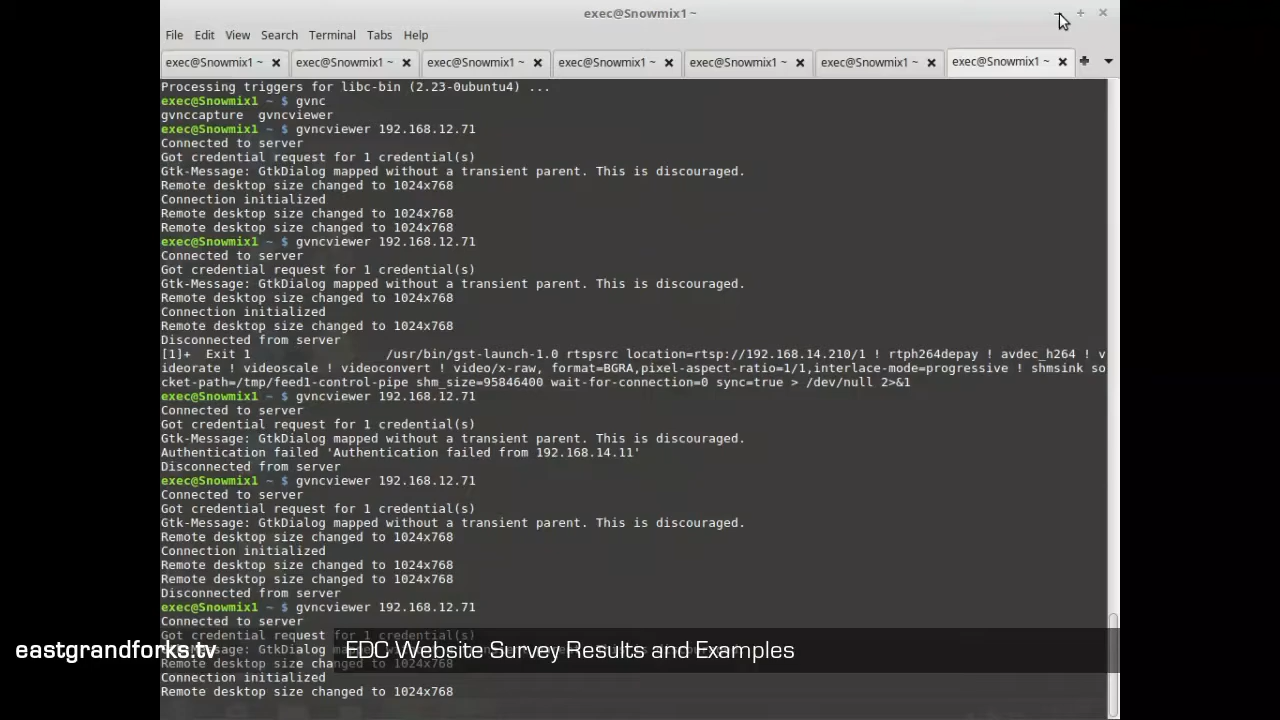 exec@Snowmix1 ~
File Edit View Search Terminal Tabs Help
exec@Snowmix1 ~ exec@Snowmix1 ~ exec@Snowmix1 ~ exec@Snowmix1 ~ exec@Snowmix1 ~ exec@Snowmix1 ~ exec@Snowmix1 ~
Processing triggers for libc-bin (2.23-0ubuntu4) ...
exec@Snowmix1 ~ $ gvnc
gvnccapture gvncviewer
exec@Snowmix1 ~ $ gvncviewer 192.168.12.71
Connected to server
Got credential request for 1 credential(s)
Gtk-Message: GtkDialog mapped without a transient parent. This is discouraged.
Remote desktop size changed to 1024x768
Connection initialized
Remote desktop size changed to 1024x768
Remote desktop size changed to 1024x768
exec@Snowmix1 ~ $ gvncviewer 192.168.12.71
Connected to server
Got credential request for 1 credential(s)
Gtk-Message: GtkDialog mapped without a transient parent. This is discouraged.
Remote desktop size changed to 1024x768
Connection initialized
Remote desktop size changed to 1024x768
Disconnected from server
[1]+ Exit 1 /usr/bin/gst-launch-1.0 rtspsrc location=rtsp://192.168.14.210/1 ! rtph264depay ! avdec_h264 ! v
ideorate ! videoscale ! videoconvert ! video/x-raw, format=BGRA,pixel-aspect-ratio=1/1,interlace-mode=progressive ! shmsink so
cket-path=/tmp/feed1-control-pipe shm_size=95846400 wait-for-connection=0 sync=true > /dev/null 2>&1
exec@Snowmix1 ~ $ gvncviewer 192.168.12.71
Connected to server
Got credential request for 1 credential(s)
Gtk-Message: GtkDialog mapped without a transient parent. This is discouraged.
Authentication failed 'Authentication failed from 192.168.14.11'
Disconnected from server
exec@Snowmix1 ~ $ gvncviewer 192.168.12.71
Connected to server
Got credential request for 1 credential(s)
Gtk-Message: GtkDialog mapped without a transient parent. This is discouraged.
Remote desktop size changed to 1024x768
Connection initialized
Remote desktop size changed to 1024x768
Remote desktop size changed to 1024x768
Disconnected from server
exec@Snowmix1 ~ $ gvncviewer 192.168.12.71
Connected to server
Got credential request for 1 credential(s)
eastgrandforks.tv
EDC Website Survey Results and Examples
Remote desktop size changed to 1024x768
Connection initialized
Remote desktop size changed to 1024x768